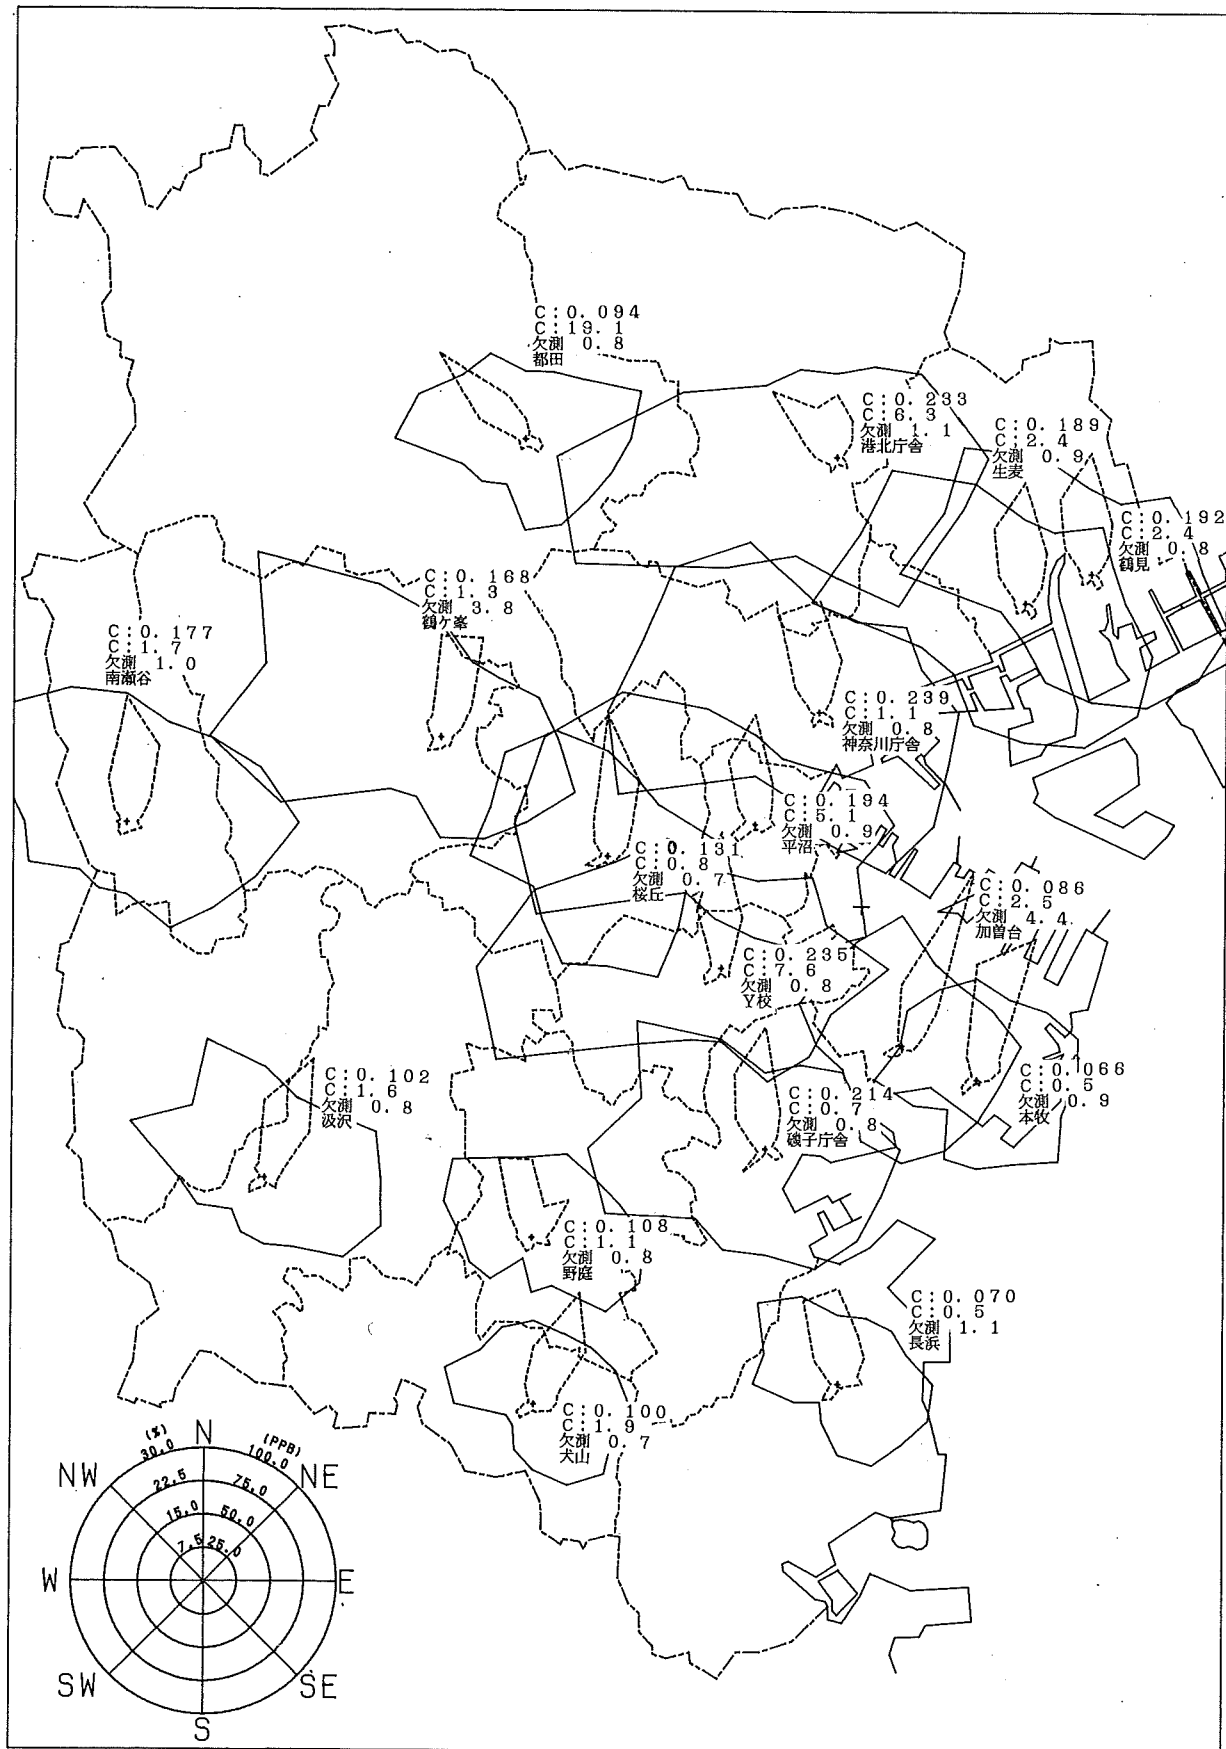 C:0.094
C:19.1
欠測 0.8
都田
C:0.233
C:6.3
欠測 1.1
港北庁舎
C:0.189
C:2.4
欠測 0.9
生麦
C:0.192
C:2.4
欠測 0.8
鶴見
C:0.168
C:1.3
欠測 3.8
鶴ケ峯
C:0.177
C:1.7
欠測 1.0
南瀬谷
C:0.239
C:1.1
欠測 0.8
神奈川庁舎
C:0.194
C:5.1
欠測 0.9
平沼
C:0.131
C:0.8
欠測 0.7
桜丘
C:0.086
C:2.5
欠測 4.4
加曽台
C:0.235
C:7.6
欠測 0.8
Y校
C:0.066
C:0.5
欠測 0.9
本牧
C:0.102
C:1.6
欠測 0.8
汲沢
C:0.214
C:0.7
欠測 0.8
磯子庁舎
C:0.108
C:1.1
欠測 0.8
野庭
C:0.070
C:0.5
欠測 1.1
長浜
C:0.100
C:1.9
欠測 0.7
犬山
N
(%) (PPB)
30.0 100.0
NW NE
22.5 75.0
15.0 50.0
7.5 25.0
W E
SW SE
S